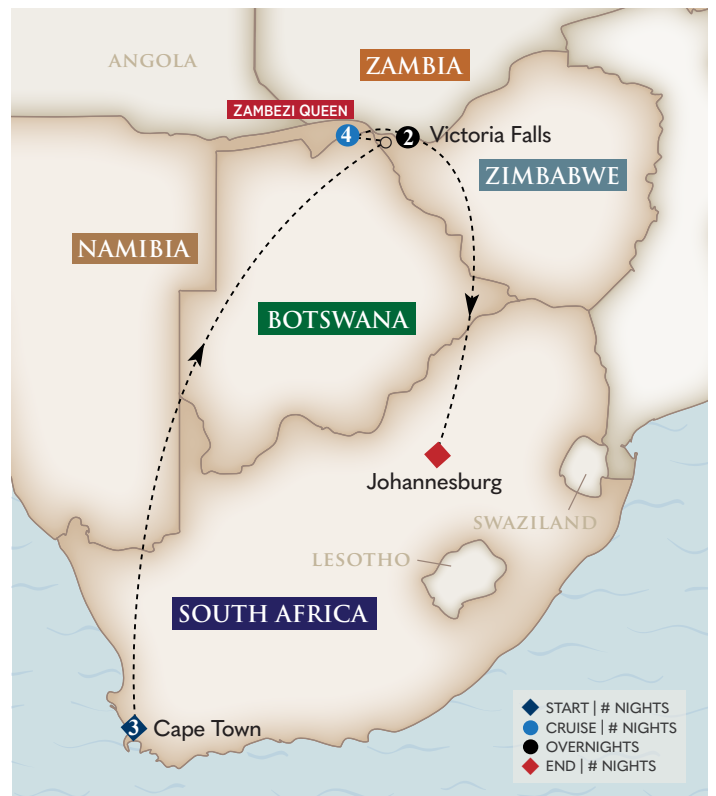 ANGOLA
ZAMBIA
ZAMBEZI QUEEN
4
2 Victoria Falls
ZIMBABWE
NAMIBIA
BOTSWANA
Johannesburg
SWAZILAND
LESOTHO
SOUTH AFRICA
3 Cape Town
START | # NIGHTS
CRUISE | # NIGHTS
OVERNIGHTS
END | # NIGHTS